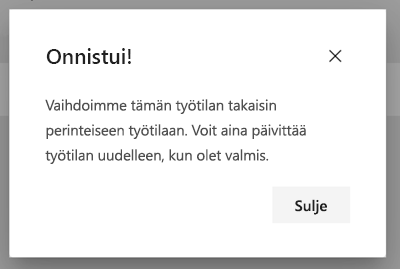 Onnistui!
Vaihdoimme tämän työtilan takaisin
perinteiseen työtilaan. Voit aina päivittää
työtilan uudelleen, kun olet valmis.
Sulje